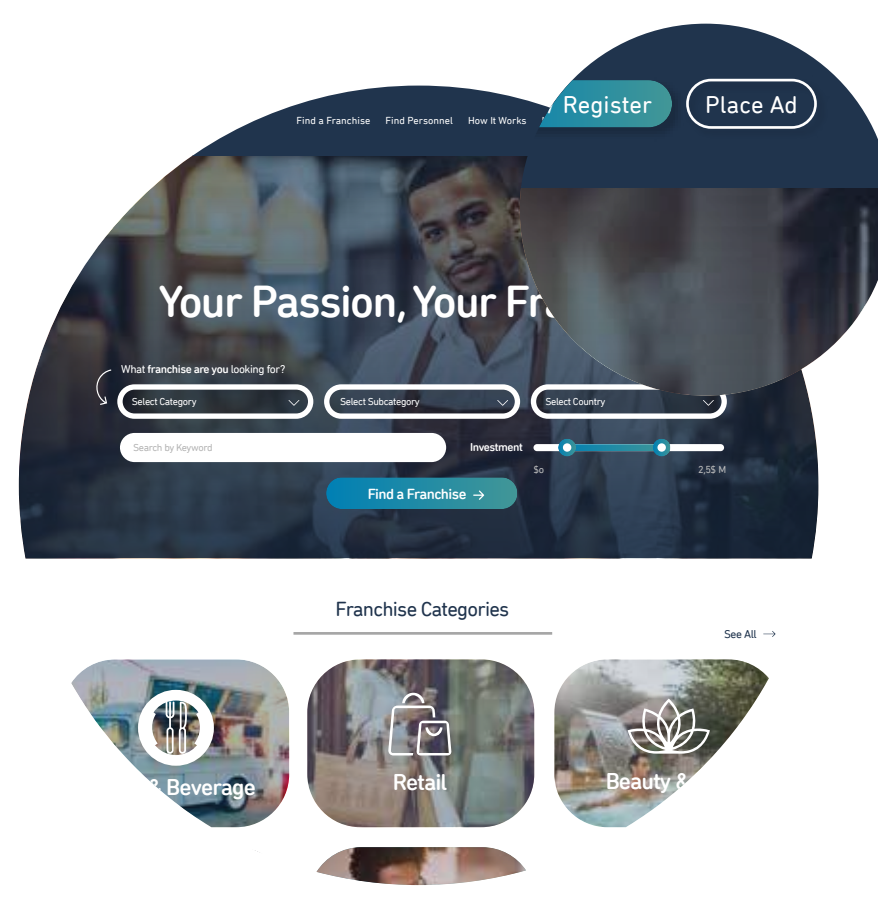 Register
Place Ad
Find a Franchise
Find Personnel
How It Works
Your Passion, Your
What franchise are you looking for?
Select Category
Select Subcategory
Select Country
Search by Keyword
Investment
$o
2,5$ M
Find a Franchise →
Franchise Categories
See All →
& Beverage
Retail
Beauty &